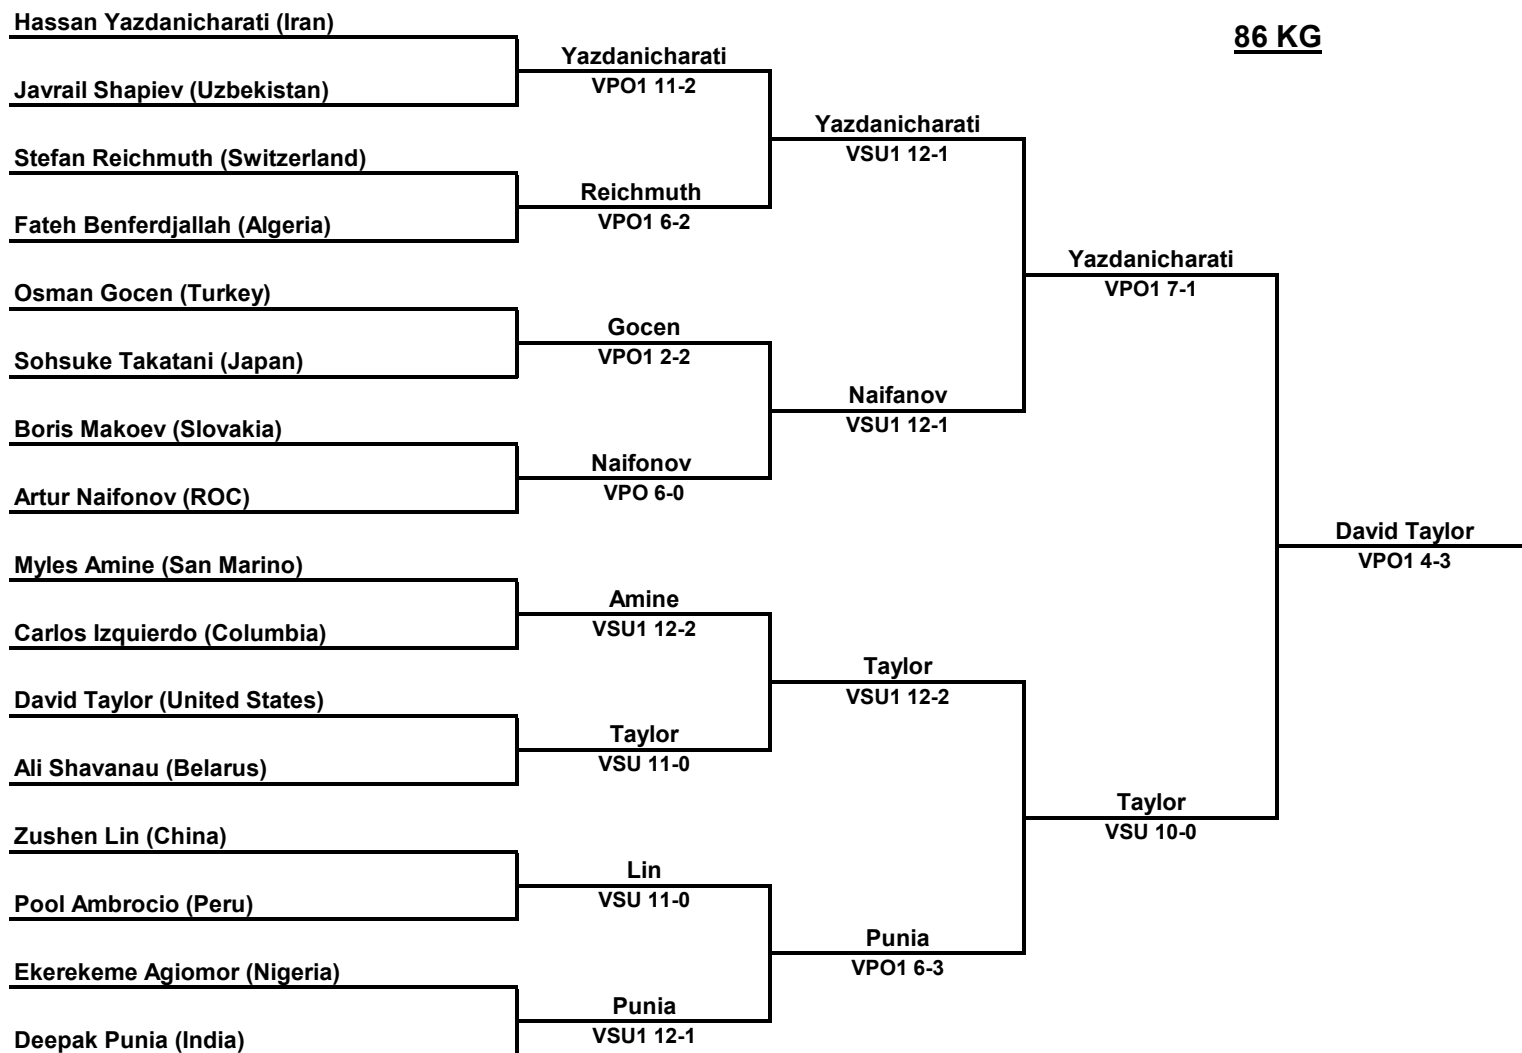 Hassan Yazdanicharati (Iran)
86 KG
Yazdanicharati
VPO1 11-2
Javrail Shapiev (Uzbekistan)
Yazdanicharati
VSU1 12-1
Stefan Reichmuth (Switzerland)
Reichmuth
VPO1 6-2
Fateh Benferdjallah (Algeria)
Yazdanicharati
VPO1 7-1
Osman Gocen (Turkey)
Gocen
VPO1 2-2
Sohsuke Takatani (Japan)
Naifanov
VSU1 12-1
Boris Makoev (Slovakia)
Naifonov
VPO 6-0
Artur Naifonov (ROC)
David Taylor
VPO1 4-3
Myles Amine (San Marino)
Amine
VSU1 12-2
Carlos Izquierdo (Columbia)
Taylor
VSU1 12-2
David Taylor (United States)
Taylor
VSU 11-0
Ali Shavanau (Belarus)
Taylor
VSU 10-0
Zushen Lin (China)
Lin
VSU 11-0
Pool Ambrocio (Peru)
Punia
VPO1 6-3
Ekerekeme Agiomor (Nigeria)
Punia
VSU1 12-1
Deepak Punia (India)